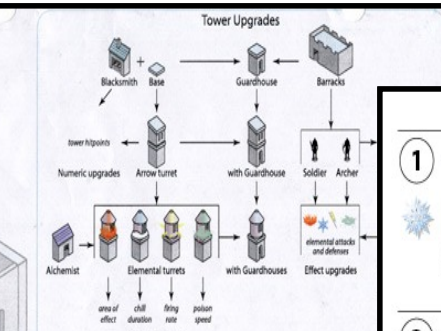 Tower Upgrades
Blacksmith
+
Base
Guardhouse
Barracks
tower hitpoints
Numeric upgrades
Arrow turret
with Guardhouse
Soldier
Archer
elemental attacks
and defenses
Alchemist
Elemental turrets
with Guardhouses
Effect upgrades
area of
effect
chill
duration
firing
rate
poison
speed
1